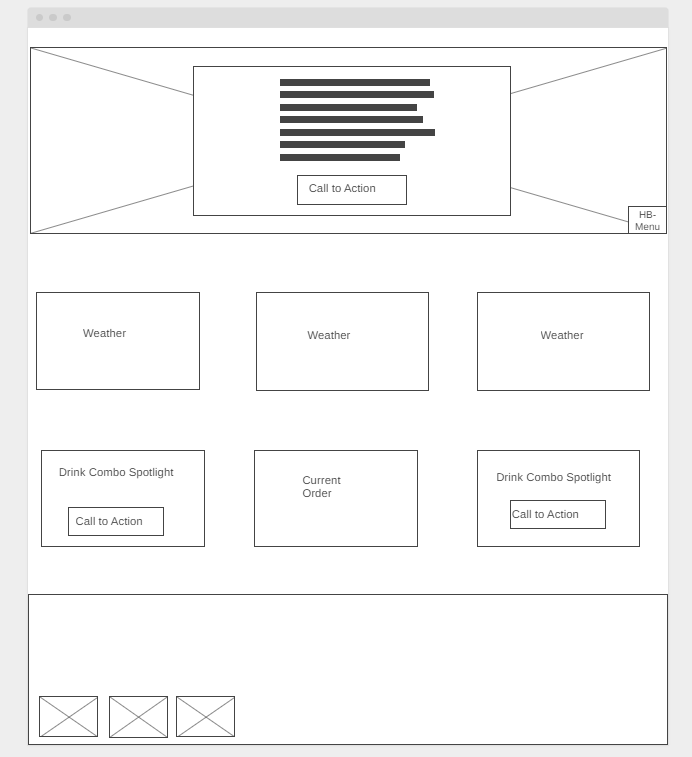 Call to Action
HB-
Menu
Weather
Weather
Weather
Drink Combo Spotlight
Call to Action
Current
Order
Drink Combo Spotlight
Call to Action